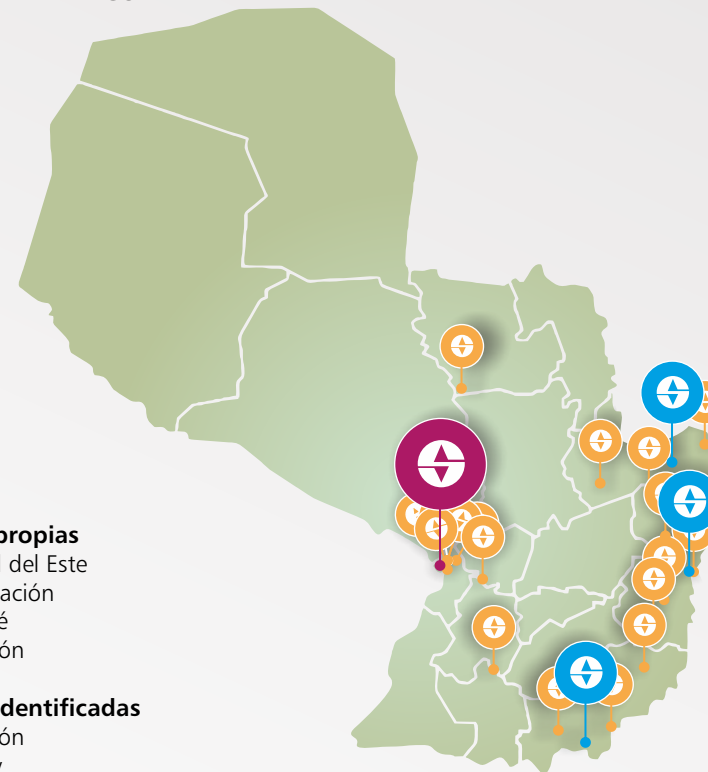 propias
l del Este
ación
é
ón
dentificadas
ón